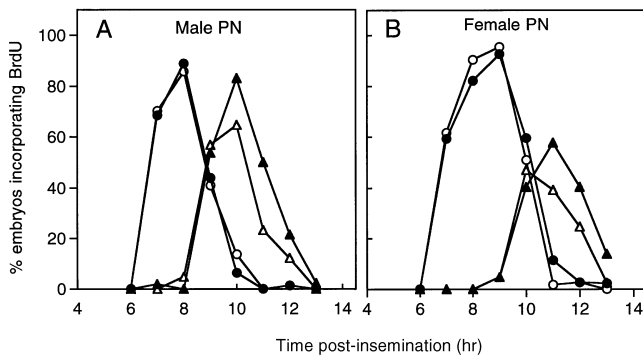 A
Male PN
B
Female PN
% embryos incorporating BrdU
100
80
60
40
20
0
4 6 8 10 12 14 4 6 8 10 12 14
Time post-insemination (hr)